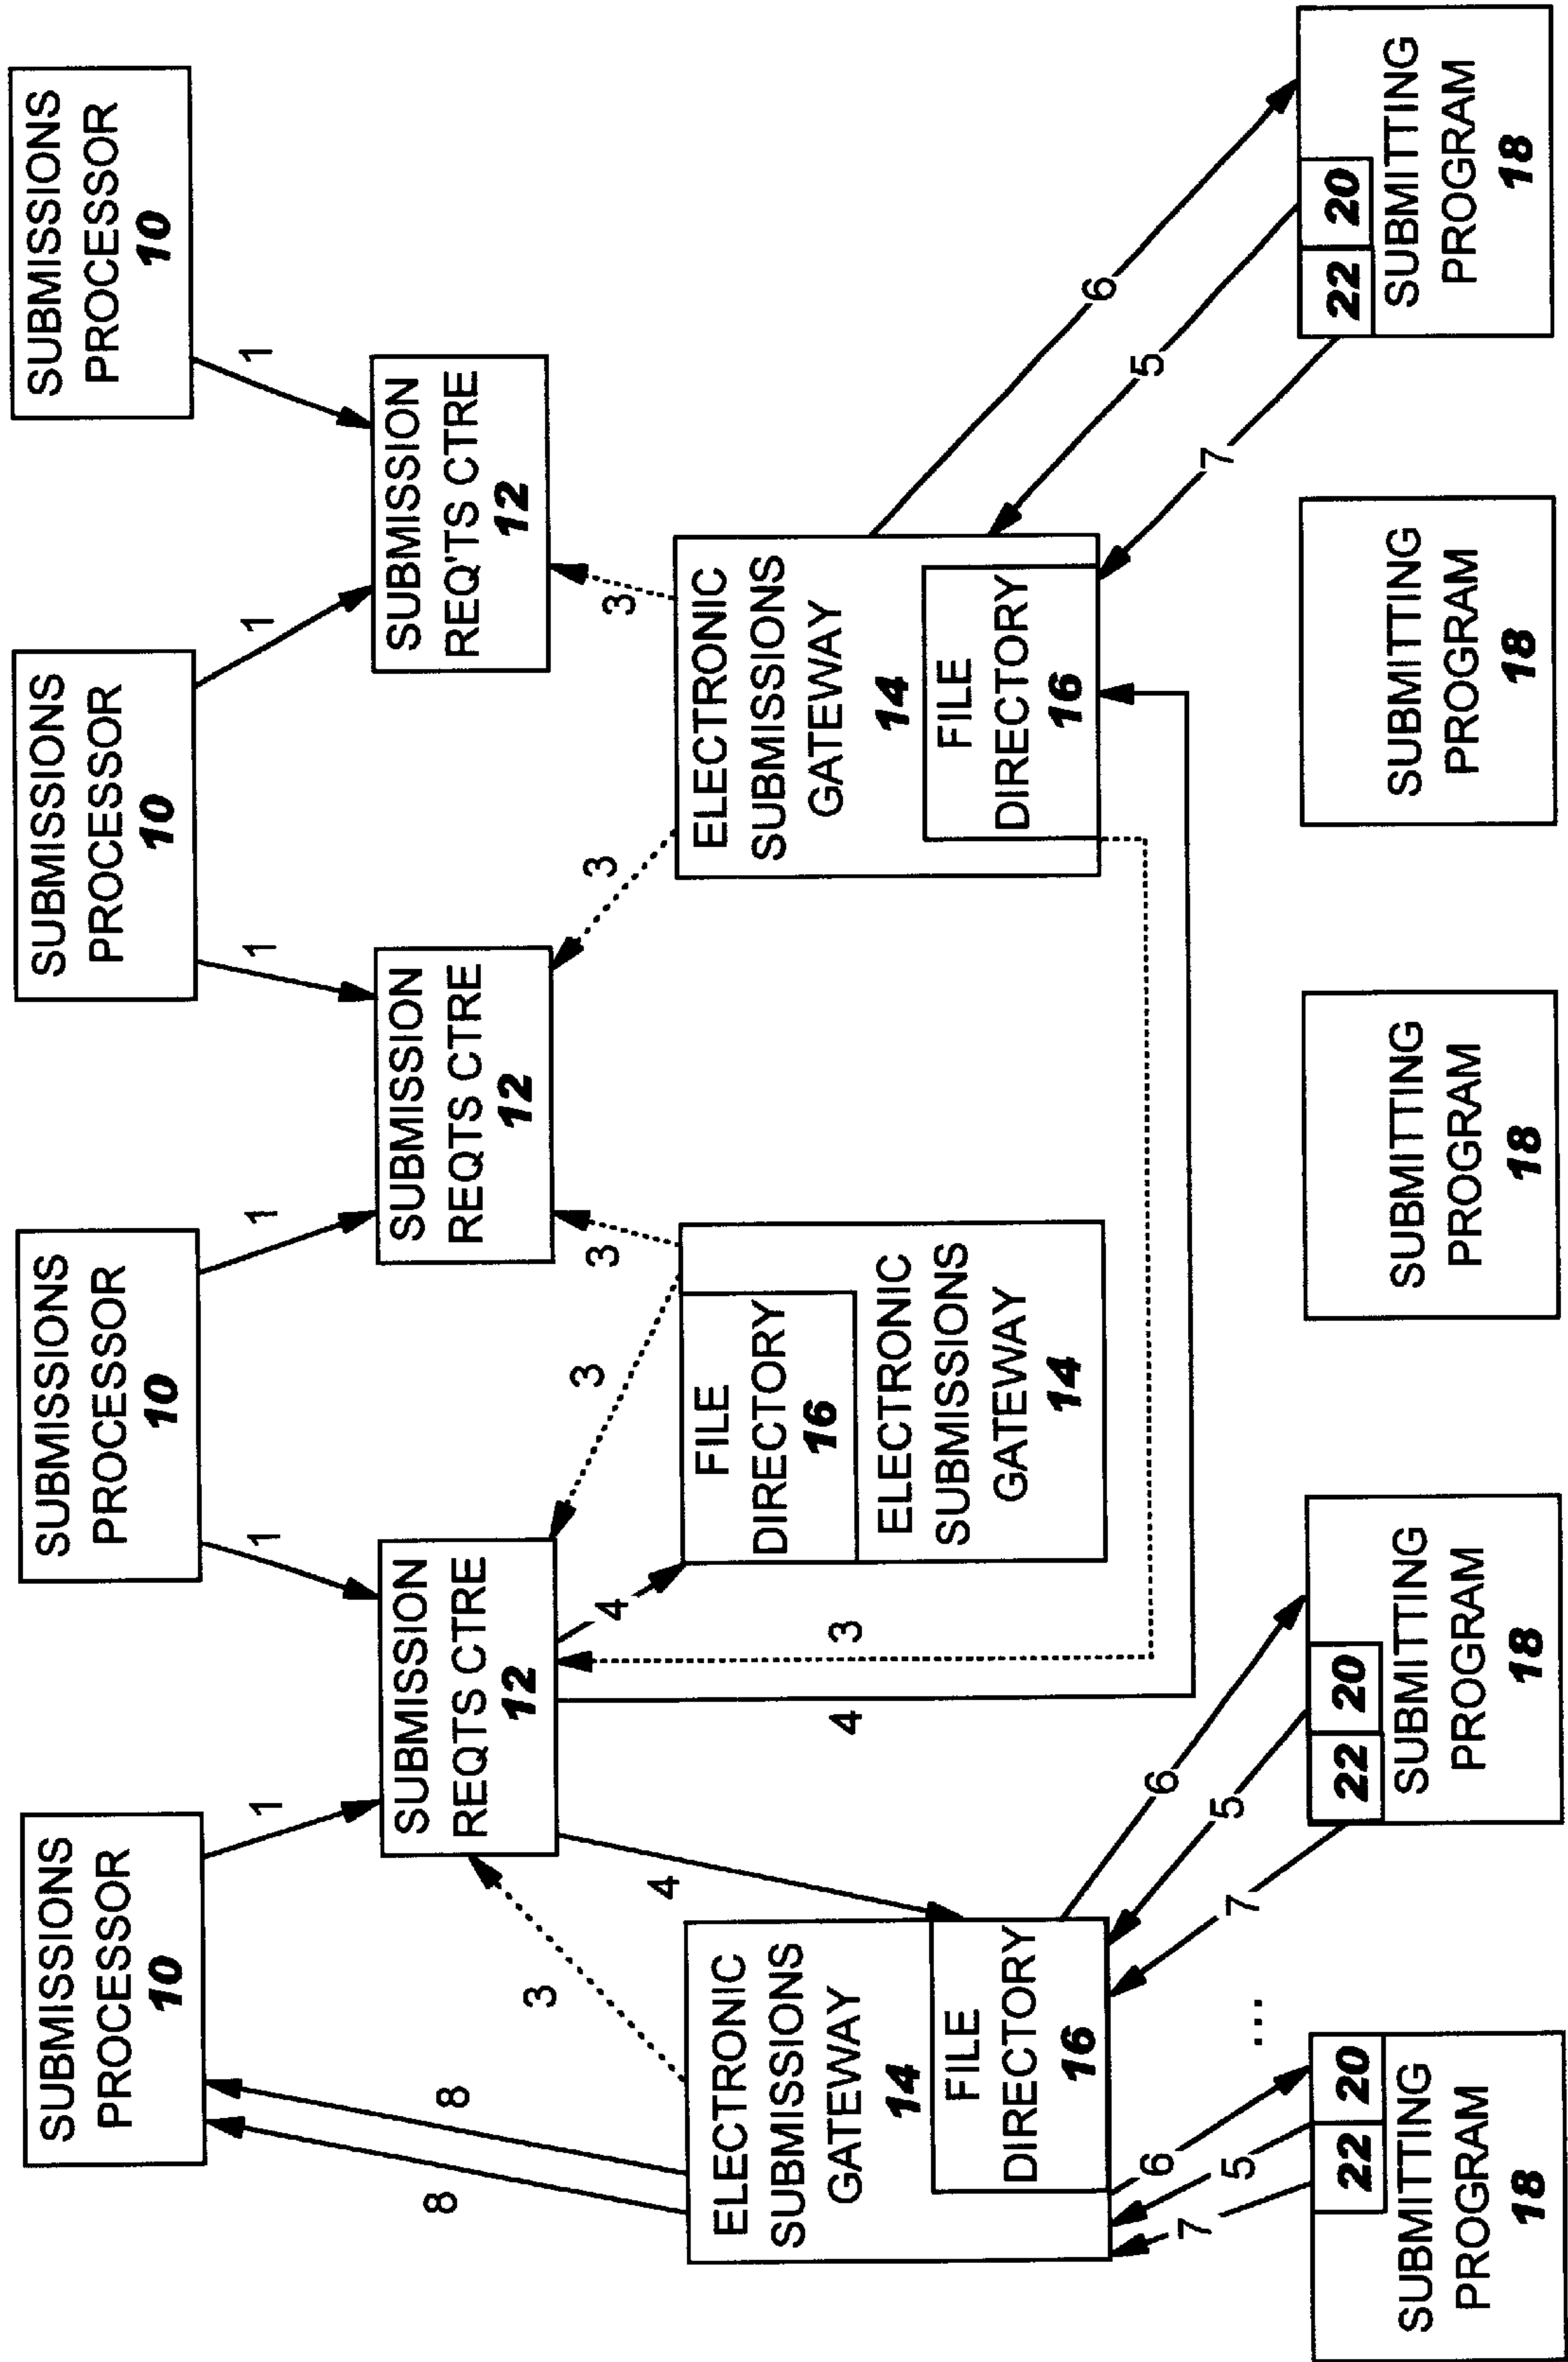 SUBMISSIONS
PROCESSOR
10
SUBMISSIONS
PROCESSOR
10
SUBMISSIONS
PROCESSOR
10
SUBMISSIONS
PROCESSOR
10
1
1
1
1
1
1
SUBMISSION
REQTS CTRE
12
SUBMISSION
REQTS CTRE
12
SUBMISSION
REQ'TS CTRE
12
8
8
3
4
4
3
4
3
3
3
3
ELECTRONIC
SUBMISSIONS
GATEWAY
14
FILE
DIRECTORY
16
FILE
DIRECTORY
16
ELECTRONIC
SUBMISSIONS
GATEWAY
14
ELECTRONIC
SUBMISSIONS
GATEWAY
14
FILE
DIRECTORY
16
7
5
6
...
7
5
6
7
5
6
22 20
SUBMITTING
PROGRAM
18
22 20
SUBMITTING
PROGRAM
18
SUBMITTING
PROGRAM
18
SUBMITTING
PROGRAM
18
22 20
SUBMITTING
PROGRAM
18